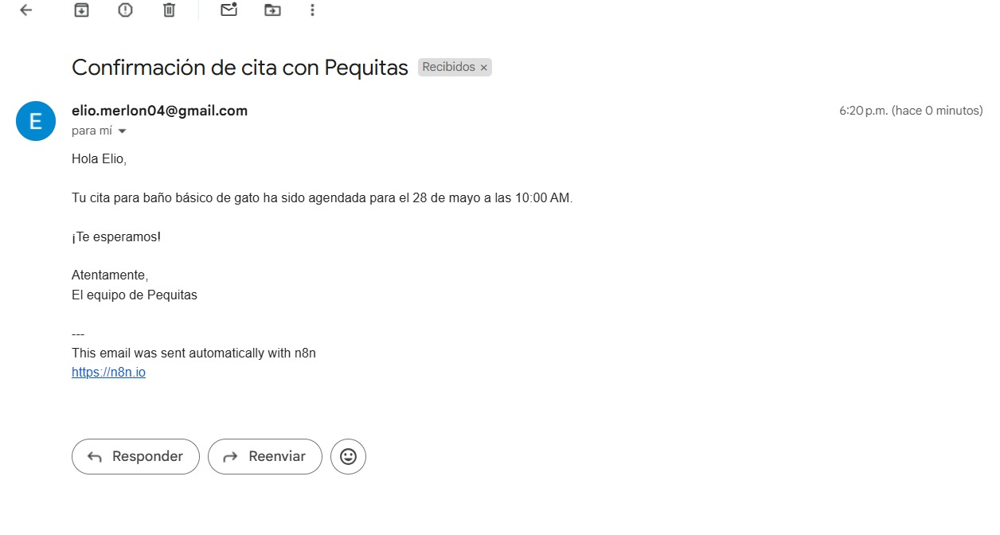 Confirmación de cita con Pequitas Recibidos ×
E
elio.merlon04@gmail.com 6:20 p.m. (hace 0 minutos)
para mí
Hola Elio,
Tu cita para baño básico de gato ha sido agendada para el 28 de mayo a las 10:00 AM.
¡Te esperamos!
Atentamente,
El equipo de Pequitas
---
This email was sent automatically with n8n
https://n8n.io
Responder Reenviar